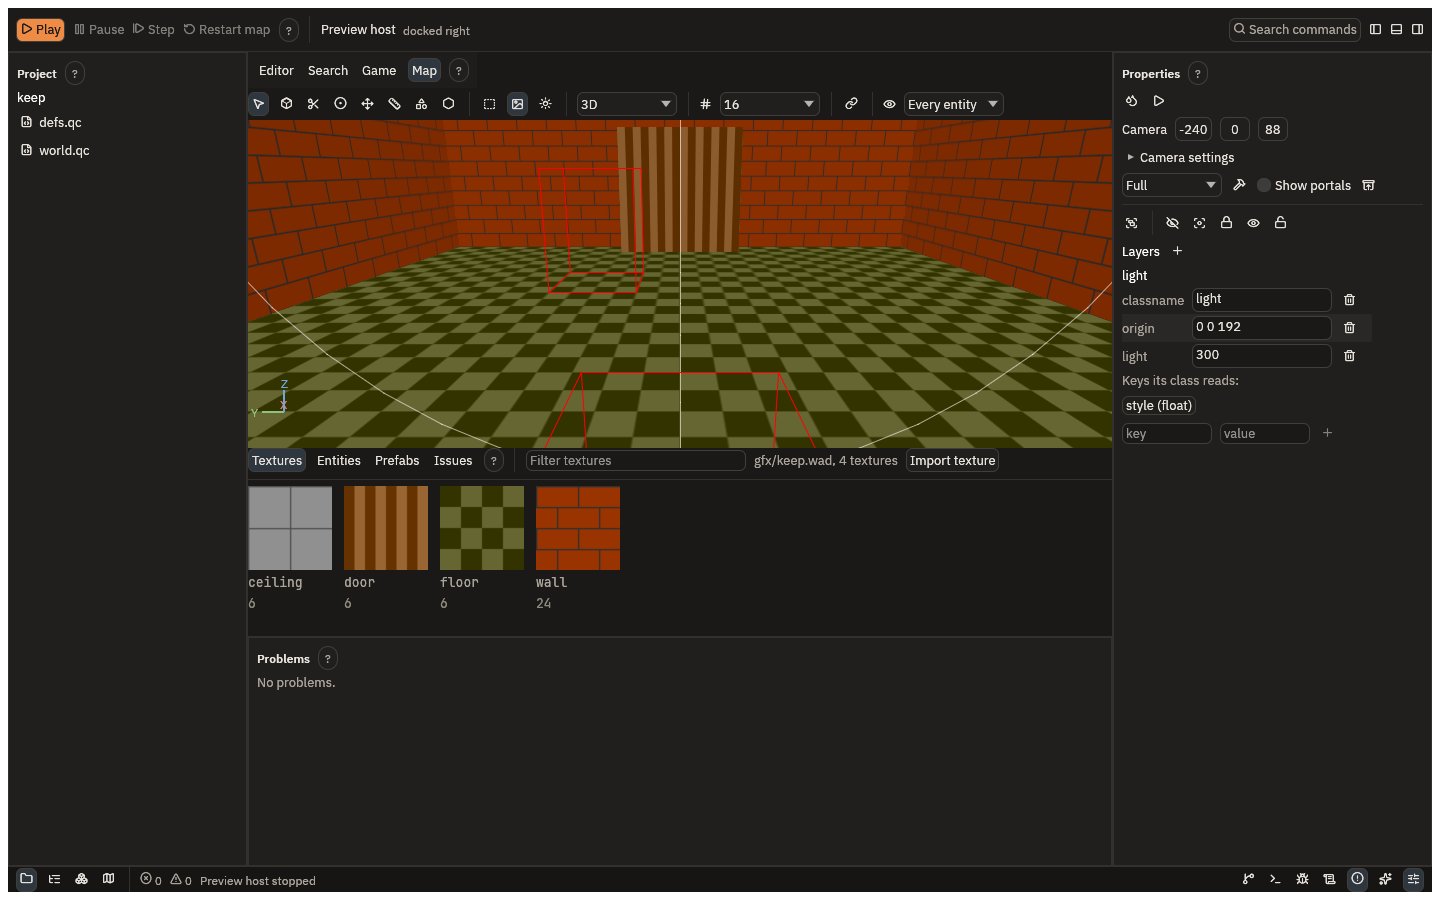 Play Pause Step Restart map ? Preview host docked right Search commands
Project ?
keep
defs.qc
world.qc
Editor Search Game Map ?
3D # 16 Every entity
Z
Y X
Textures Entities Prefabs Issues ? Filter textures gfx/keep.wad, 4 textures Import texture
ceiling door floor wall
6 6 6 24
Problems ?
No problems.
Properties ?
Camera -240 0 88
Camera settings
Full Show portals
Layers +
light
classname light
origin 0 0 192
light 300
Keys its class reads:
style (float)
key value +
0 0 Preview host stopped